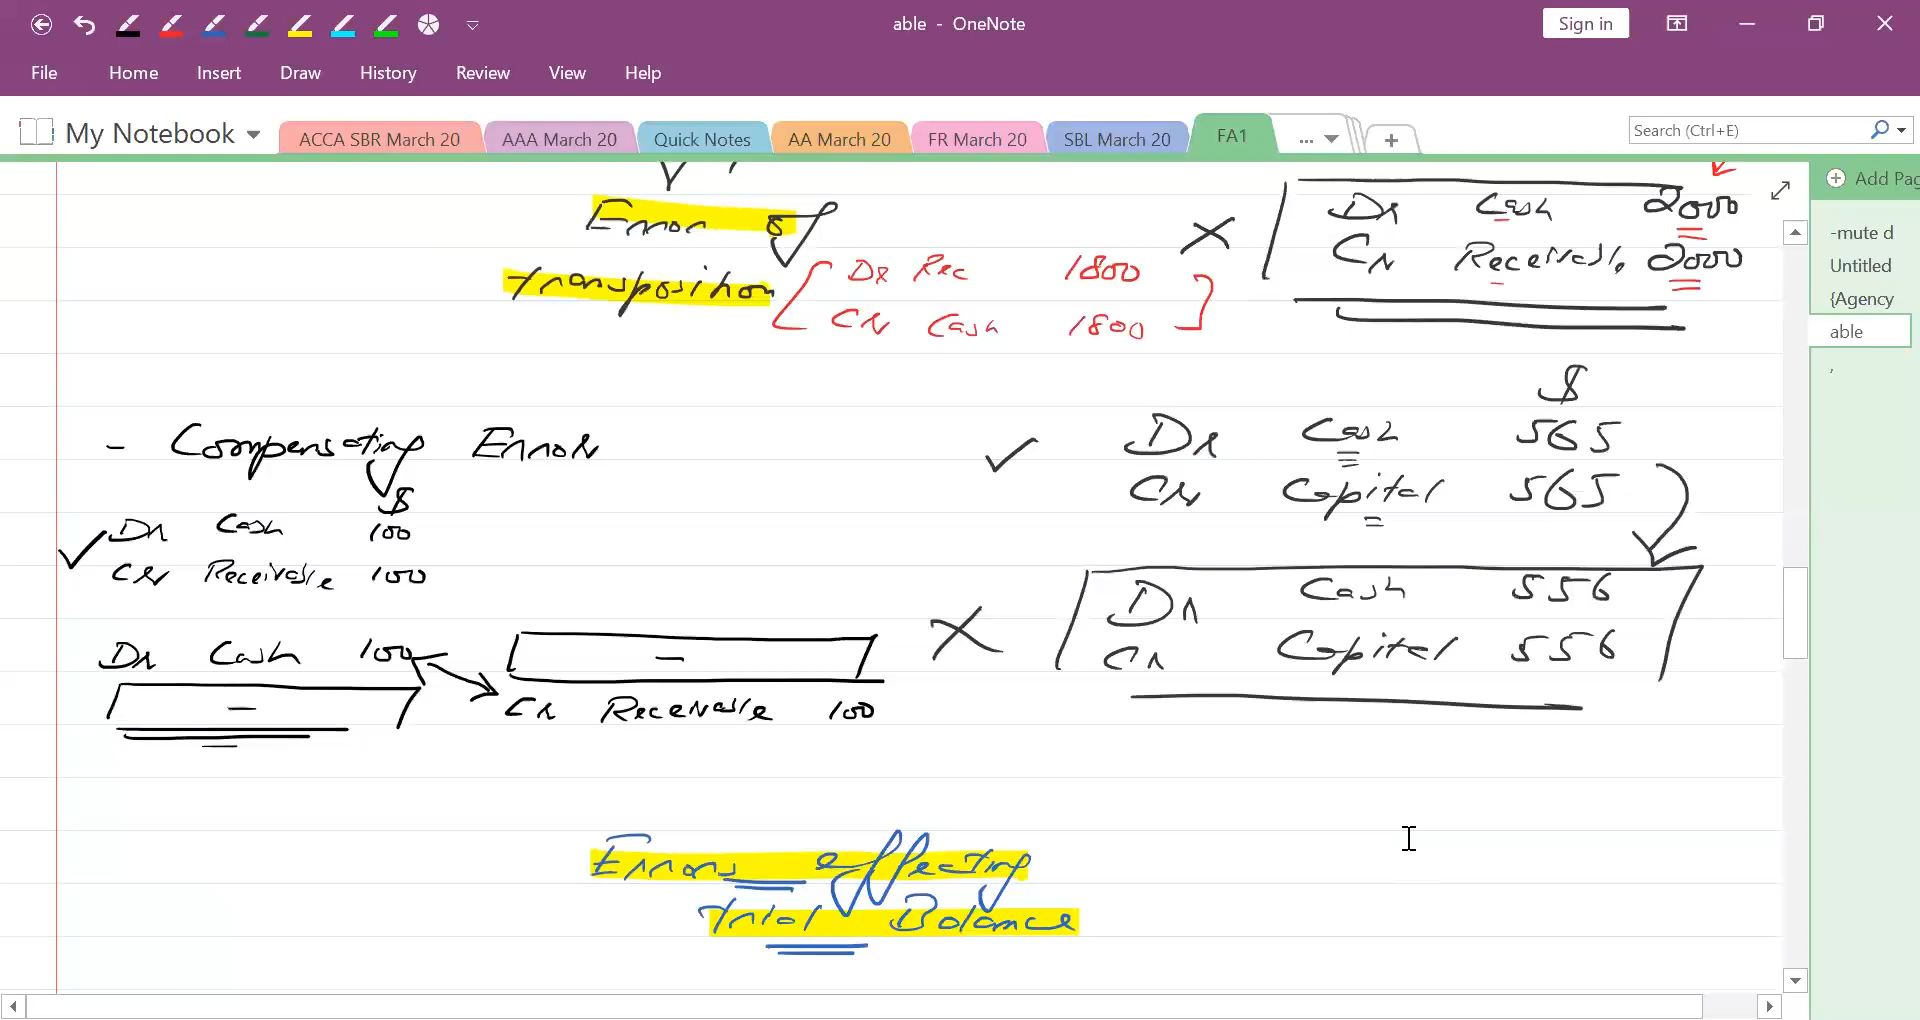 able - OneNote
Sign in
File Home Insert Draw History Review View Help
My Notebook
ACCA SBR March 20
AAA March 20
Quick Notes
AA March 20
FR March 20
SBL March 20
FA1
...
Search (Ctrl+E)
Add Pag
-mute d
Untitled
{Agency
able
,
Error of
transposition
Dr Rec 1800
Cr Cash 1800
Dr Cash 2000
Cr Receivable 2000
- Compensating Error
$
Dr Cash 100
Cr Receivable 100
Dr Cash 100
-
-
Cr Receivable 100
$
Dr Cash 565
Cr Capital 565
Dr Cash 556
Cr Capital 556
Errors effecting
trial Balance